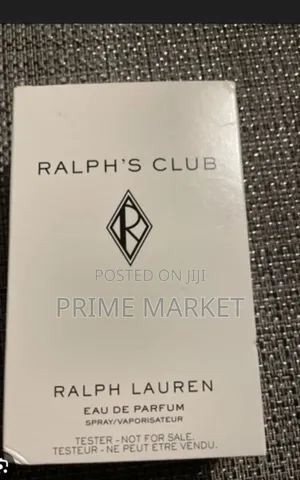 RALPH'S CLUB
R
POSTED ON JIJI
PRIME MARKET
RALPH LAUREN
EAU DE PARFUM
SPRAY/VAPORISATEUR
TESTER - NOT FOR SALE.
TESTEUR - NE PEUT ETRE VENDU.